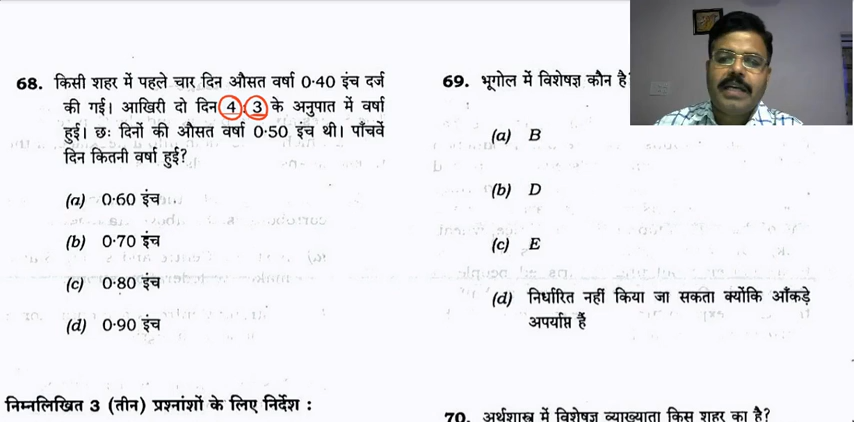 68. किसी शहर में पहले चार दिन औसत वर्षा 0·40 इंच दर्ज
की गई। आखिरी दो दिन 4:3 के अनुपात में वर्षा
हुई। छः दिनों की औसत वर्षा 0·50 इंच थी। पाँचवें
दिन कितनी वर्षा हुई?
(a) 0·60 इंच
(b) 0·70 इंच
(c) 0·80 इंच
(d) 0·90 इंच
निम्नलिखित 3 (तीन) प्रश्नांशों के लिए निर्देश :
69. भूगोल में विशेषज्ञ कौन है
(a) B
(b) D
(c) E
(d) निर्धारित नहीं किया जा सकता क्योंकि आँकड़े
अपर्याप्त हैं
70. अर्थशास्त्र में विशेषज्ञ व्याख्याता किस शहर का है?